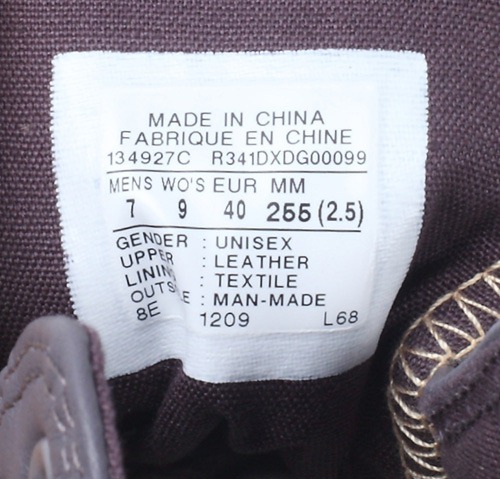 MADE IN CHINA
FABRIQUE EN CHINE
134927C R341DXDG00099
MENS WO'S EUR MM
7 9 40 255 (2.5)
GENDER : UNISEX
UPPER : LEATHER
LINING : TEXTILE
OUTSOLE : MAN-MADE
8E 1209 L68